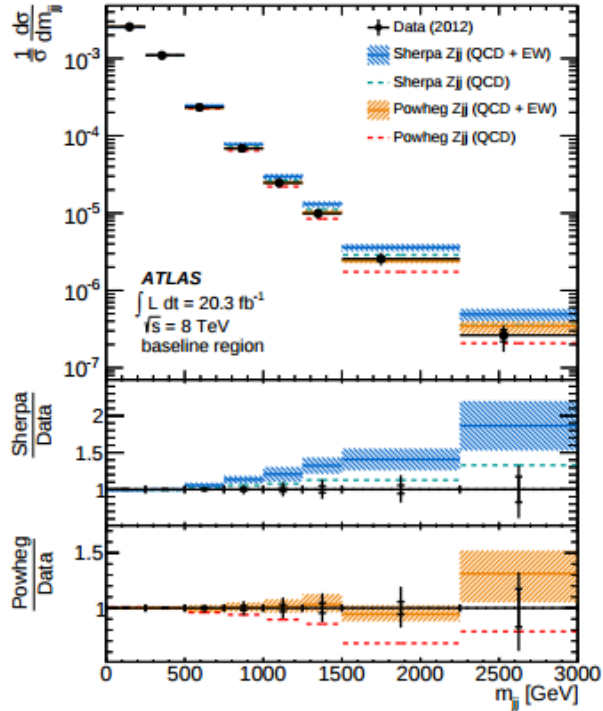 1/σ dσ/dm_jj
Data (2012)
Sherpa Zjj (QCD + EW)
Sherpa Zjj (QCD)
Powheg Zjj (QCD + EW)
Powheg Zjj (QCD)
10⁻³
10⁻⁴
10⁻⁵
10⁻⁶
10⁻⁷
ATLAS
∫ L dt = 20.3 fb⁻¹
√s = 8 TeV
baseline region
Sherpa
Data
2
1.5
1
Powheg
Data
1.5
1
0 500 1000 1500 2000 2500 3000
m_jj [GeV]